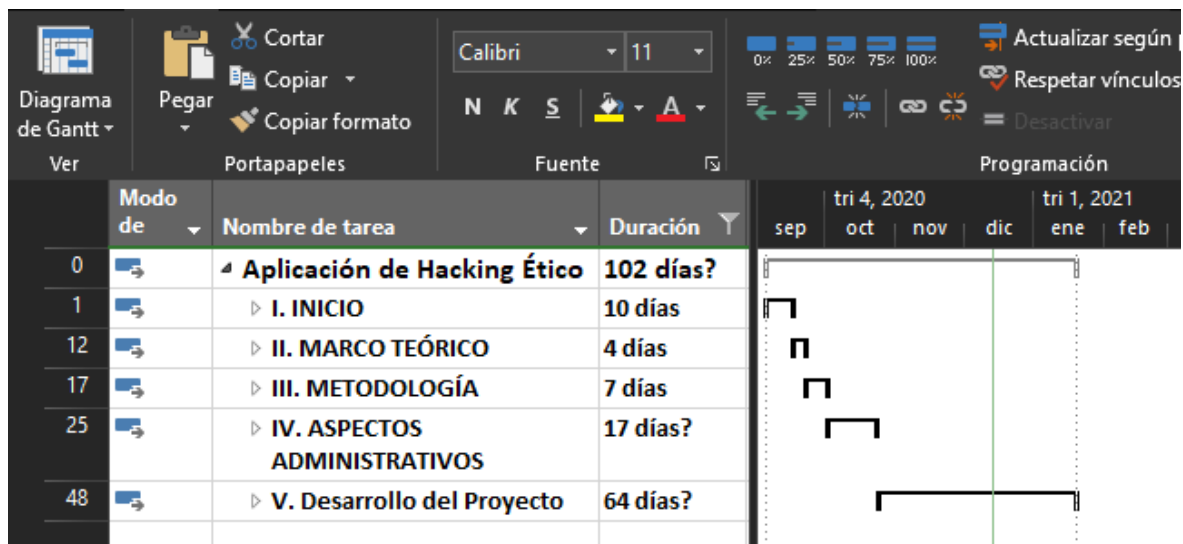 Diagrama
de Gantt
Ver
Pegar
Cortar
Copiar
Copiar formato
Portapapeles
Calibri 11
N K S A
Fuente
0% 25% 50% 75% 100%
Actualizar según
Respetar vínculos
Desactivar
Programación
Modo
de Nombre de tarea Duración
tri 4, 2020 tri 1, 2021
sep oct nov dic ene feb
0 Aplicación de Hacking Ético 102 días?
1 I. INICIO 10 días
12 II. MARCO TEÓRICO 4 días
17 III. METODOLOGÍA 7 días
25 IV. ASPECTOS 17 días?
ADMINISTRATIVOS
48 V. Desarrollo del Proyecto 64 días?